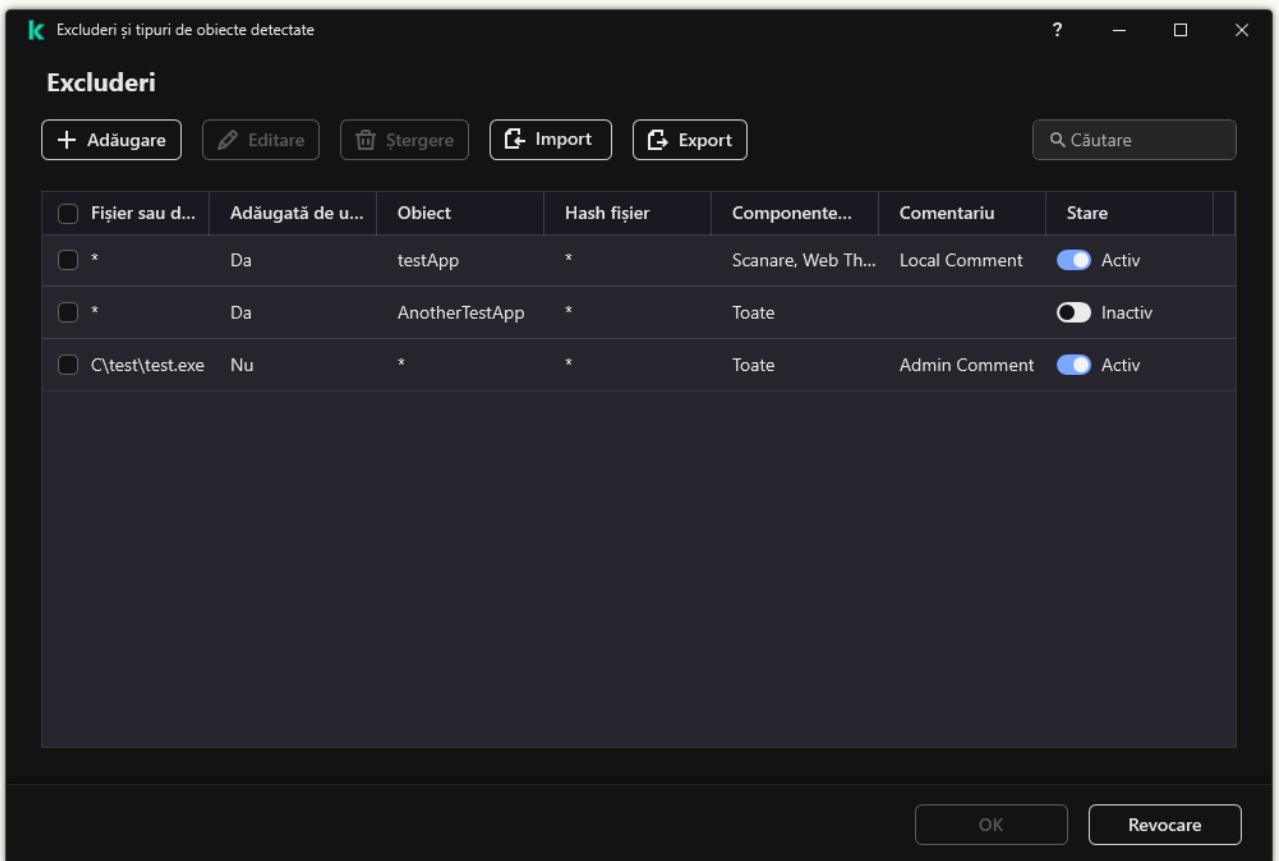 Excluderi și tipuri de obiecte detectate ?
Excluderi
Adăugare Editare Ștergere Import Export Căutare
Fișier sau d... Adăugată de u... Obiect Hash fișier Componente... Comentariu Stare
* Da testApp * Scanare, Web Th... Local Comment Activ
* Da AnotherTestApp * Toate Inactiv
C\test\test.exe Nu * * Toate Admin Comment Activ
OK Revocare